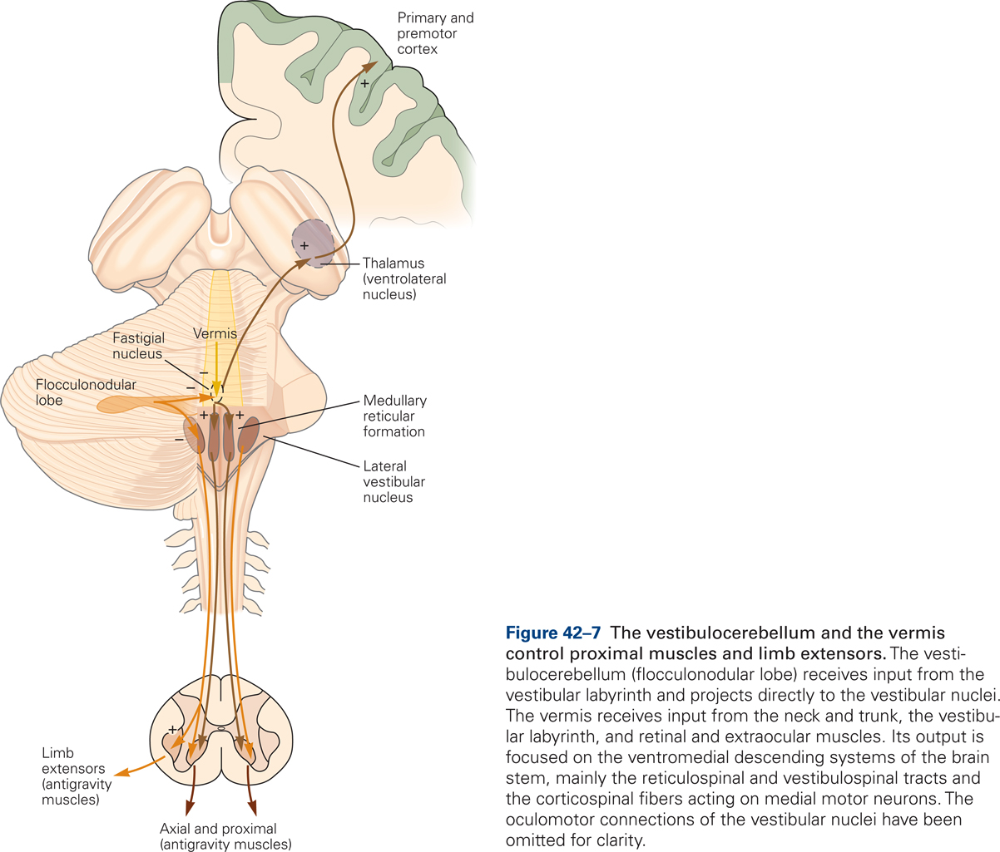 Primary and
premotor
cortex
+
+
Thalamus
(ventrolateral
nucleus)
Fastigial
nucleus
Vermis
−
−
Flocculonodular
lobe
+
+
−
Medullary
reticular
formation
Lateral
vestibular
nucleus
+
Limb
extensors
(antigravity
muscles)
Axial and proximal
(antigravity muscles)
Figure 42–7 The vestibulocerebellum and the vermis
control proximal muscles and limb extensors. The vesti-
bulocerebellum (flocculonodular lobe) receives input from the
vestibular labyrinth and projects directly to the vestibular nuclei.
The vermis receives input from the neck and trunk, the vestibu-
lar labyrinth, and retinal and extraocular muscles. Its output is
focused on the ventromedial descending systems of the brain
stem, mainly the reticulospinal and vestibulospinal tracts and
the corticospinal fibers acting on medial motor neurons. The
oculomotor connections of the vestibular nuclei have been
omitted for clarity.